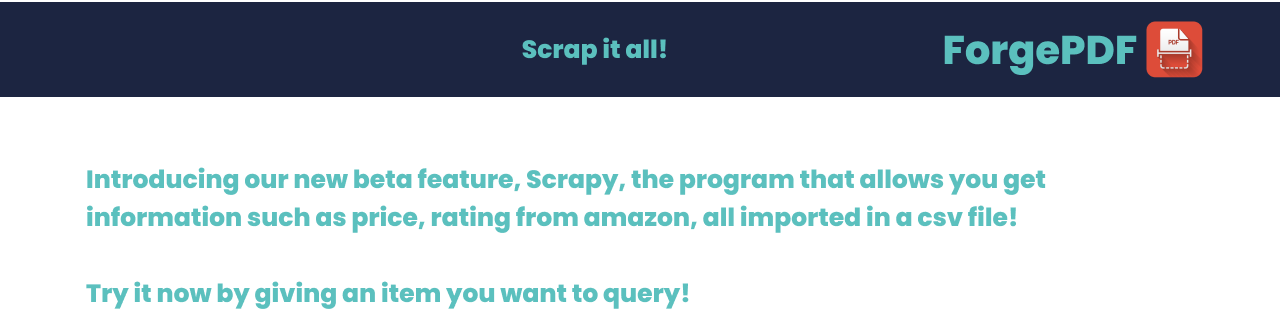 Scrap it all!
ForgePDF
PDF
Introducing our new beta feature, Scrapy, the program that allows you get
information such as price, rating from amazon, all imported in a csv file!
Try it now by giving an item you want to query!